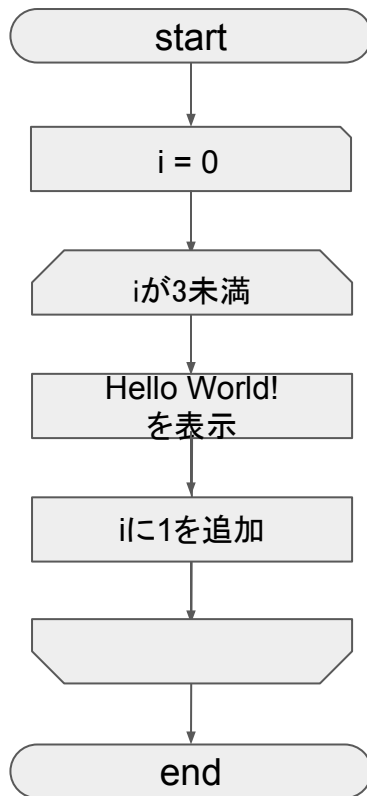 start
i = 0
iが3未満
Hello World!
を表示
iに1を追加
end